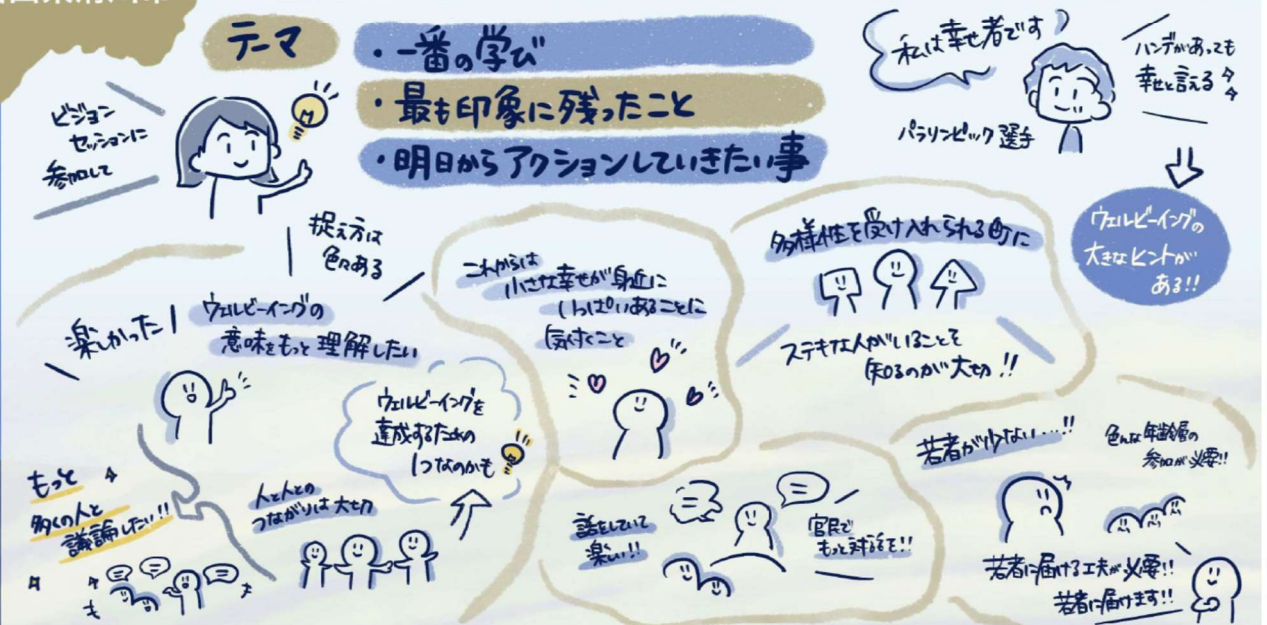 テーマ
・一番の学び
・最も印象に残ったこと
・明日からアクションしていきたい事
ビジョン
セッションに
参加して
私は幸せ者です
パラリンピック選手
ハンデがあっても
幸せと言える
ウェルビーイングの
大きなヒントが
ある!!
捉え方は
色々ある
楽しかった!
ウェルビーイングの
意味をもっと理解したい
これからは
小さな幸せが身近に
いっぱいあることに
気付くこと
多様性を受け入れられる町に
ステキな人がいることを
知るのが大切!!
ウェルビーイングを
達成するための
1つなのかも
人と人との
つながりは大切
もっと
多くの人と
議論したい!!
話をしていて
楽しい!!
官民で
もっと対話を!!
若者が少ない…!!
色んな年齢層の
参加が必要!!
若者に届ける工夫が必要!!
若者に届けます!!